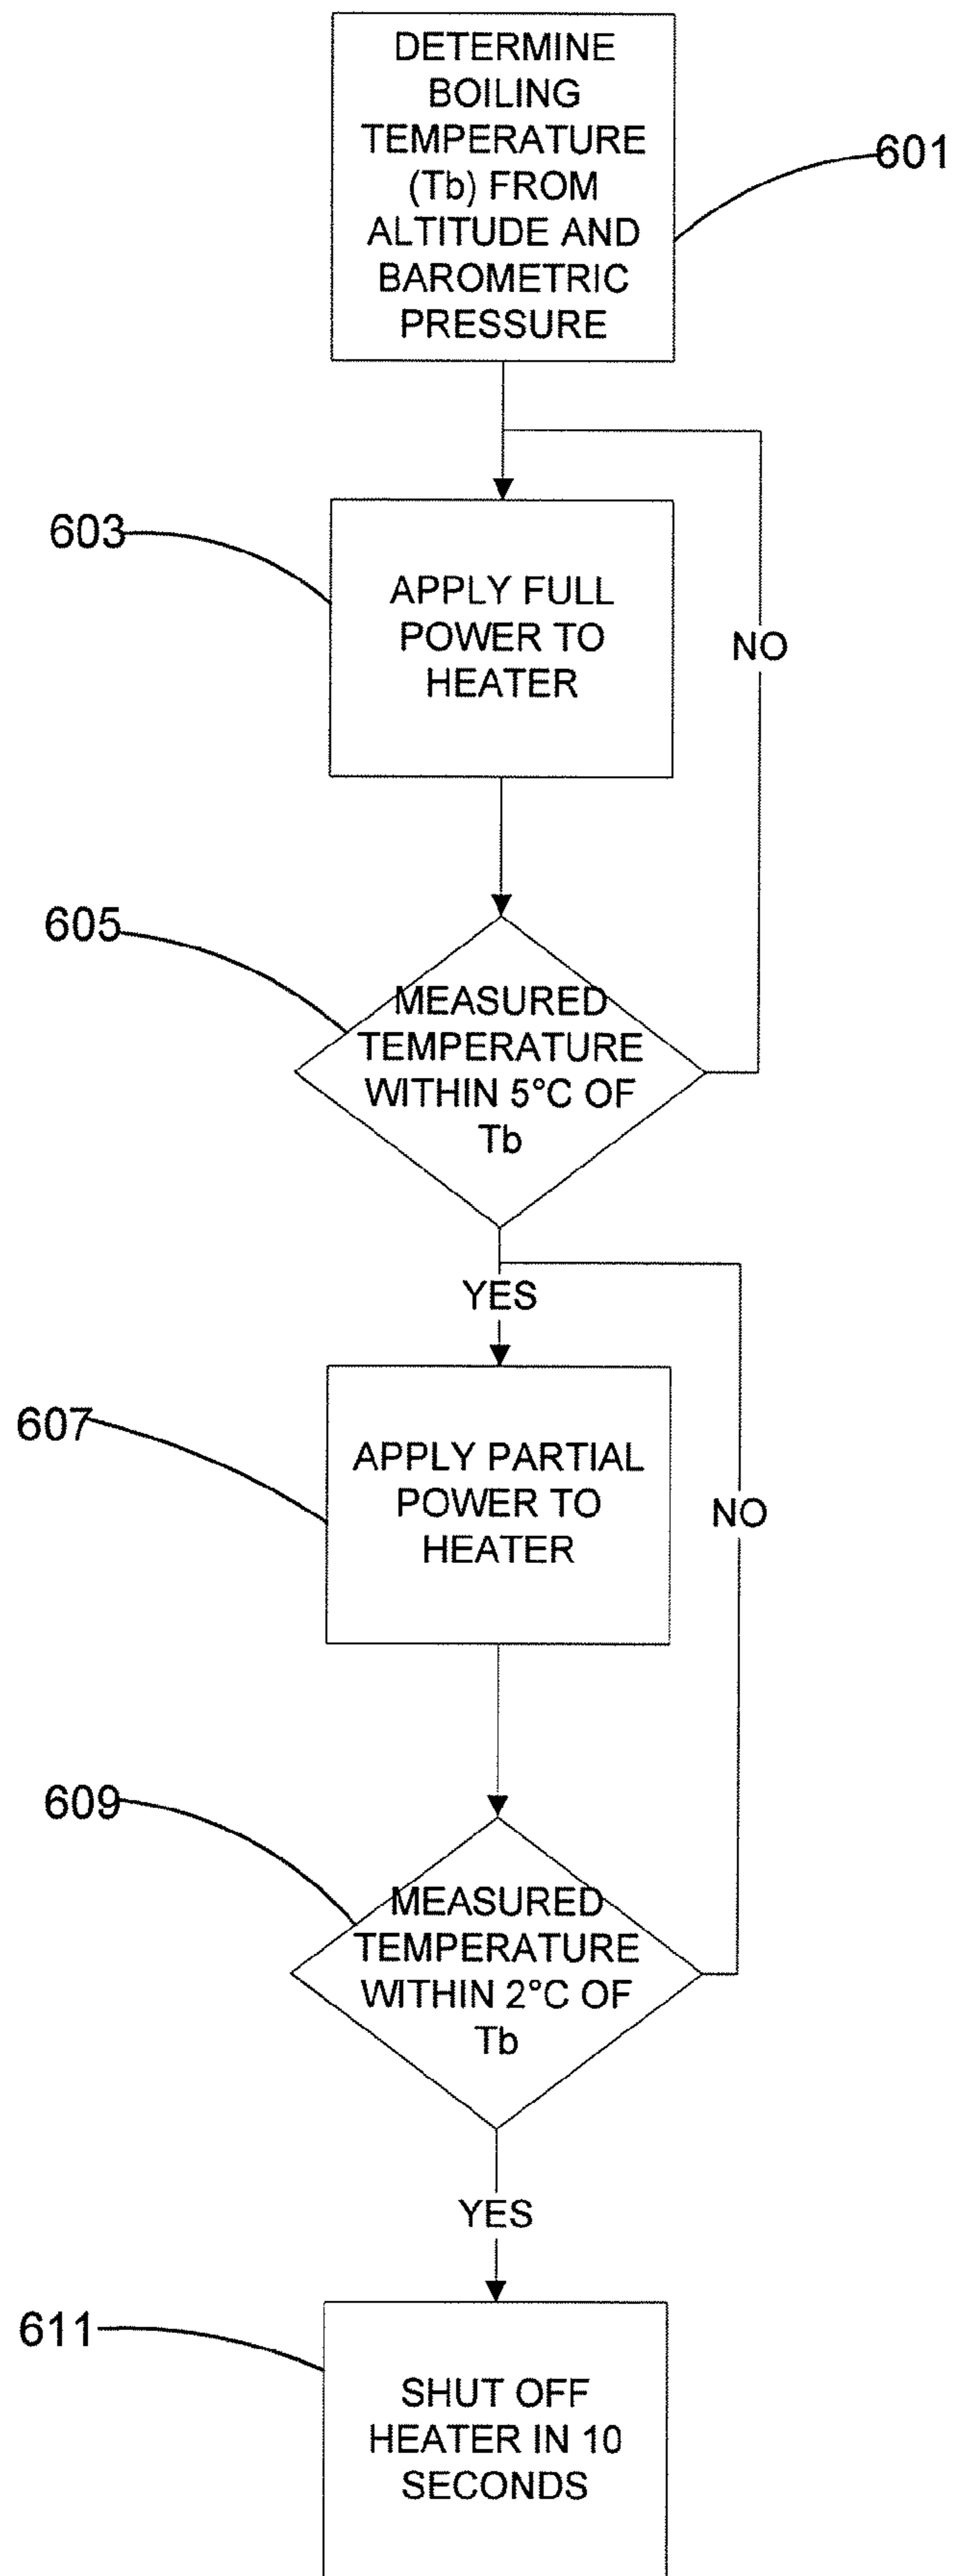 DETERMINE
BOILING
TEMPERATURE
(Tb) FROM
ALTITUDE AND
BAROMETRIC
PRESSURE
601
603
APPLY FULL
POWER TO
HEATER
NO
605
MEASURED
TEMPERATURE
WITHIN 5°C OF
Tb
YES
607
APPLY PARTIAL
POWER TO
HEATER
NO
609
MEASURED
TEMPERATURE
WITHIN 2°C OF
Tb
YES
611
SHUT OFF
HEATER IN 10
SECONDS